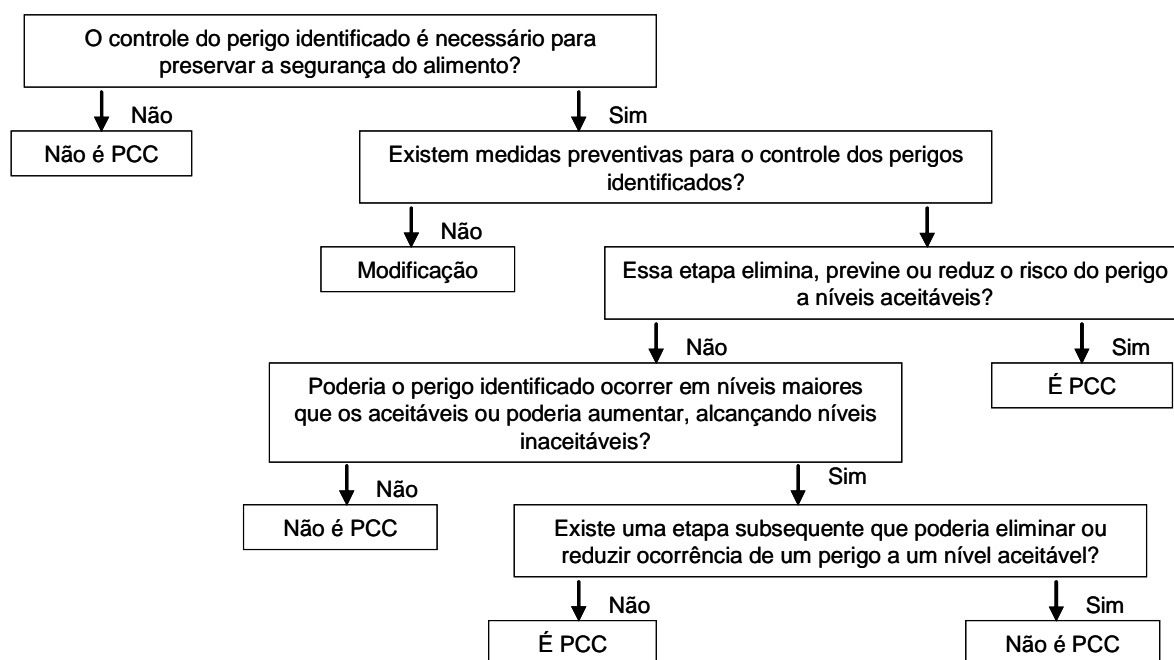 O controle do perigo identificado é necessário para
preservar a segurança do alimento?
Não
Sim
Não é PCC
Existem medidas preventivas para o controle dos perigos
identificados?
Não
Modificação
Essa etapa elimina, previne ou reduz o risco do perigo
a níveis aceitáveis?
Não
Sim
Poderia o perigo identificado ocorrer em níveis maiores
que os aceitáveis ou poderia aumentar, alcançando níveis
inaceitáveis?
É PCC
Não
Sim
Não é PCC
Existe uma etapa subsequente que poderia eliminar ou
reduzir ocorrência de um perigo a um nível aceitável?
Não
Sim
É PCC
Não é PCC